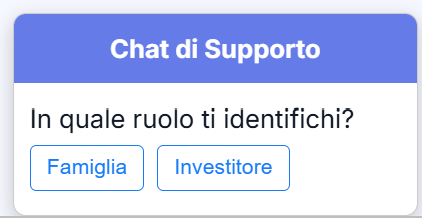 Chat di Supporto
In quale ruolo ti identifichi?
Famiglia Investitore